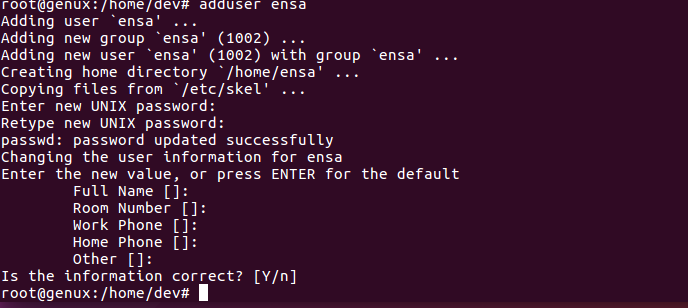 root@genux:/home/dev# adduser ensa
Adding user `ensa' ...
Adding new group `ensa' (1002) ...
Adding new user `ensa' (1002) with group `ensa' ...
Creating home directory `/home/ensa' ...
Copying files from `/etc/skel' ...
Enter new UNIX password:
Retype new UNIX password:
passwd: password updated successfully
Changing the user information for ensa
Enter the new value, or press ENTER for the default
        Full Name []:
        Room Number []:
        Work Phone []:
        Home Phone []:
        Other []:
Is the information correct? [Y/n]
root@genux:/home/dev#